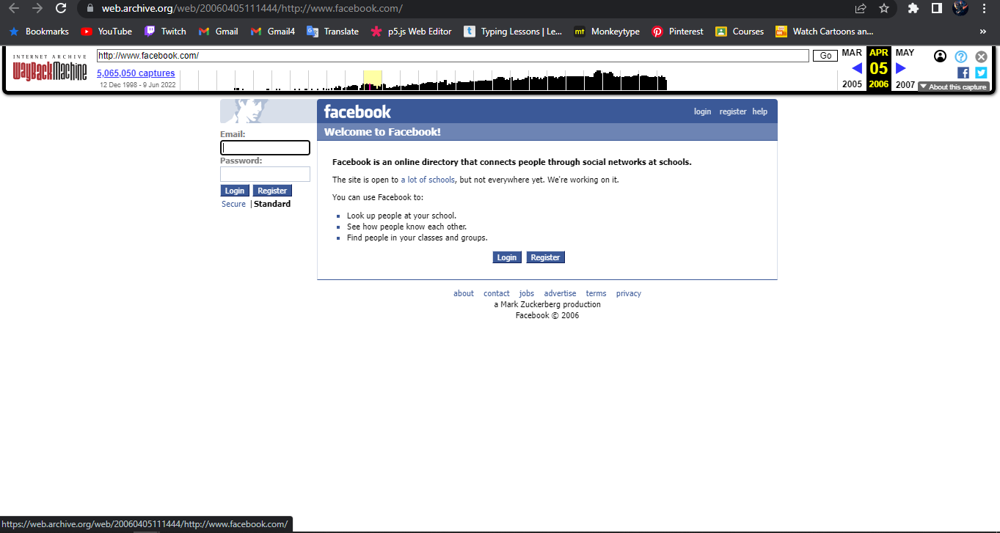 web.archive.org/web/20060405111444/http://www.facebook.com/
Bookmarks YouTube Twitch Gmail Gmail4 Translate p5.js Web Editor Typing Lessons | Le... mt Monkeytype Pinterest Courses Watch Cartoons an... »
INTERNET ARCHIVE
WayBackMachine
http://www.facebook.com/ Go
5,065,050 captures
12 Dec 1998 - 9 Jun 2022
MAR APR MAY
05
2005 2006 2007
About this capture
facebook login register help
Welcome to Facebook!
Email:
Password:
Login Register
Secure | Standard
Facebook is an online directory that connects people through social networks at schools.
The site is open to a lot of schools, but not everywhere yet. We're working on it.
You can use Facebook to:
Look up people at your school.
See how people know each other.
Find people in your classes and groups.
Login Register
about contact jobs advertise terms privacy
a Mark Zuckerberg production
Facebook © 2006
https://web.archive.org/web/20060405111444/http://www.facebook.com/